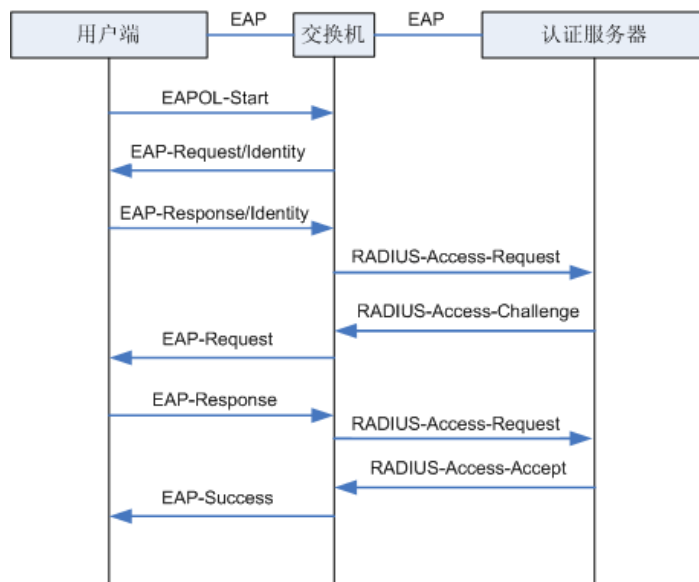 EAP
EAP
用户端
交换机
认证服务器
EAPOL-Start
EAP-Request/Identity
EAP-Response/Identity
RADIUS-Access-Request
RADIUS-Access-Challenge
EAP-Request
EAP-Response
RADIUS-Access-Request
RADIUS-Access-Accept
EAP-Success